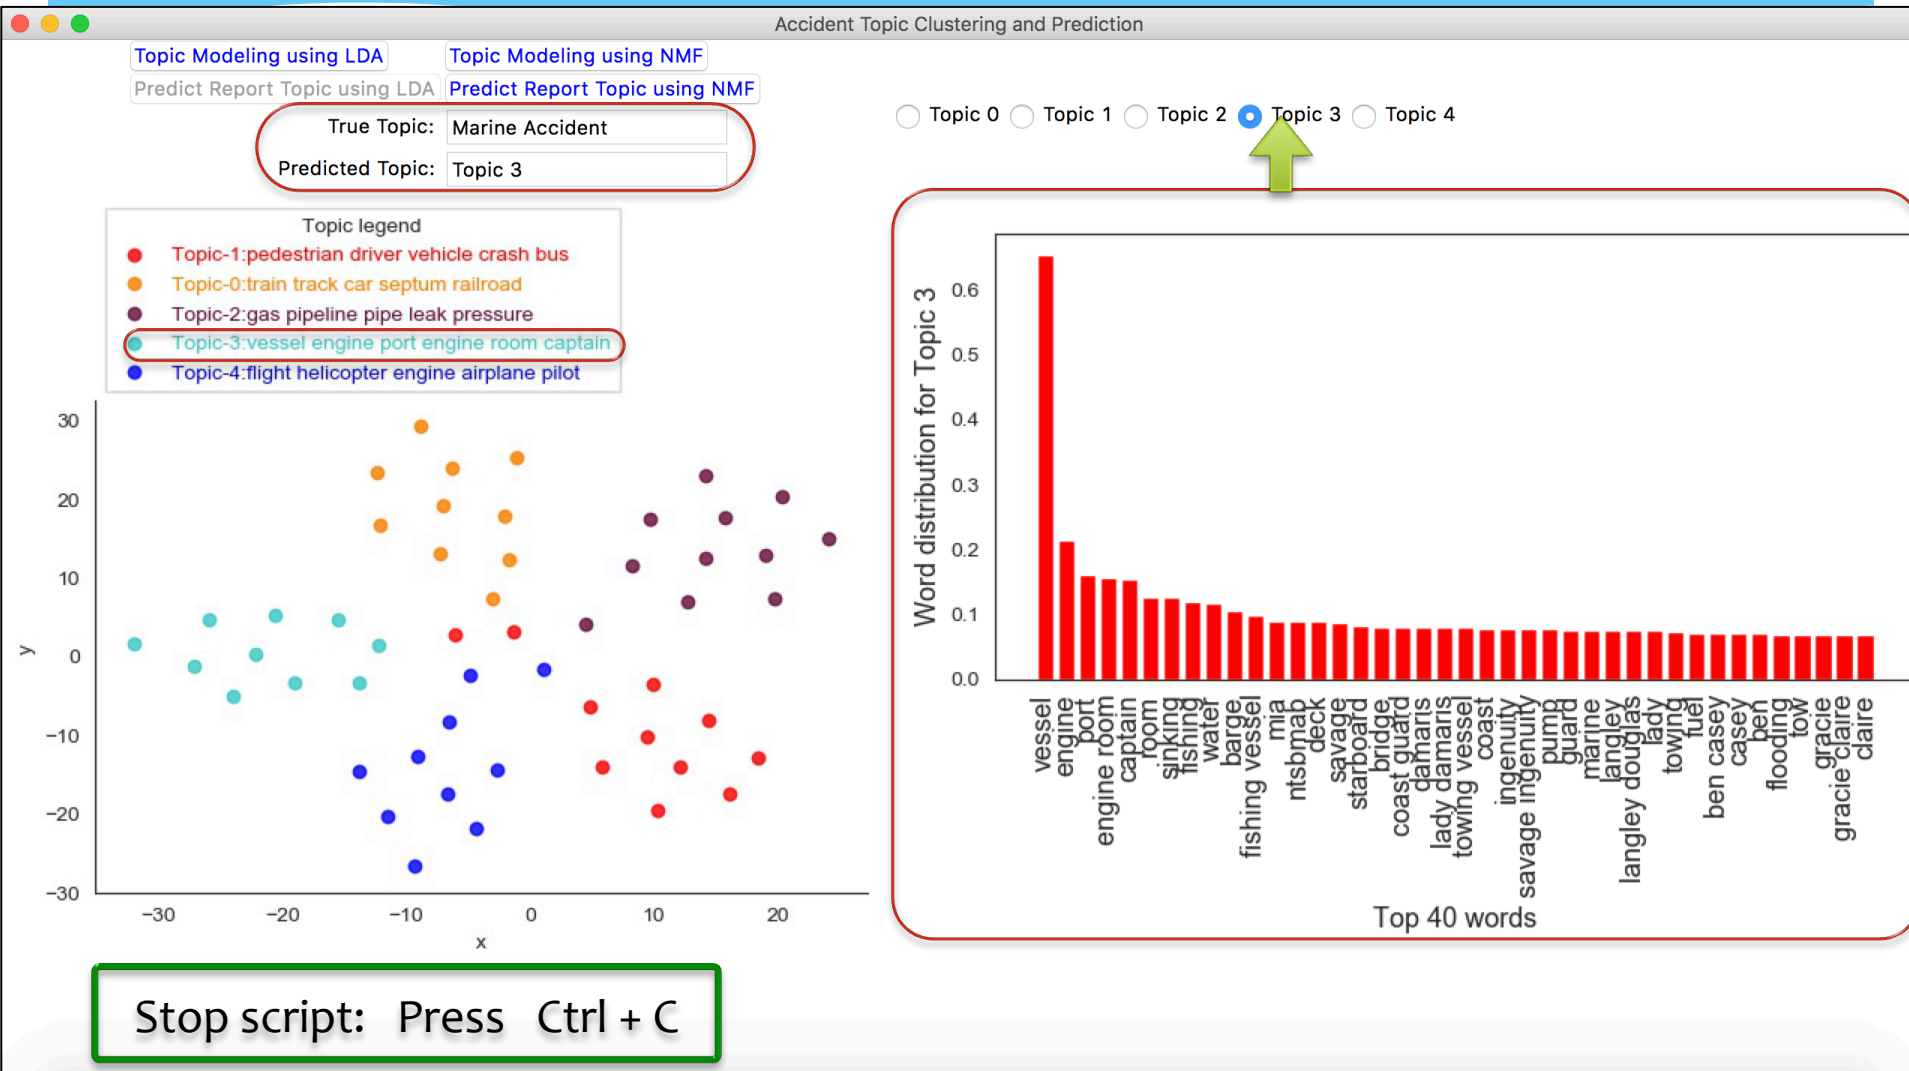 Accident Topic Clustering and Prediction
Topic Modeling using LDA
Topic Modeling using NMF
Predict Report Topic using LDA
Predict Report Topic using NMF
True Topic: Marine Accident
Predicted Topic: Topic 3
Topic 0 Topic 1 Topic 2 Topic 3 Topic 4
Topic legend
Topic-1:pedestrian driver vehicle crash bus
Topic-0:train track car septum railroad
Topic-2:gas pipeline pipe leak pressure
Topic-3:vessel engine port engine room captain
Topic-4:flight helicopter engine airplane pilot
30
20
10
0
−10
−20
−30
y
−30 −20 −10 0 10 20
x
Word distribution for Topic 3
0.6
0.5
0.4
0.3
0.2
0.1
0.0
vessel
engine
port
engine room
captain
room
sinking
fishing
water
barge
fishing vessel
mia
ntsbmab
deck
savage
starboard
bridge
coast guard
damaris
lady damaris
towing vessel
coast
ingenuity
savage ingenuity
pump
guard
marine
langley
langley douglas
lady
towing
fuel
ben casey
casey
ben
flooding
tow
gracie
gracie claire
claire
Top 40 words
Stop script: Press Ctrl + C